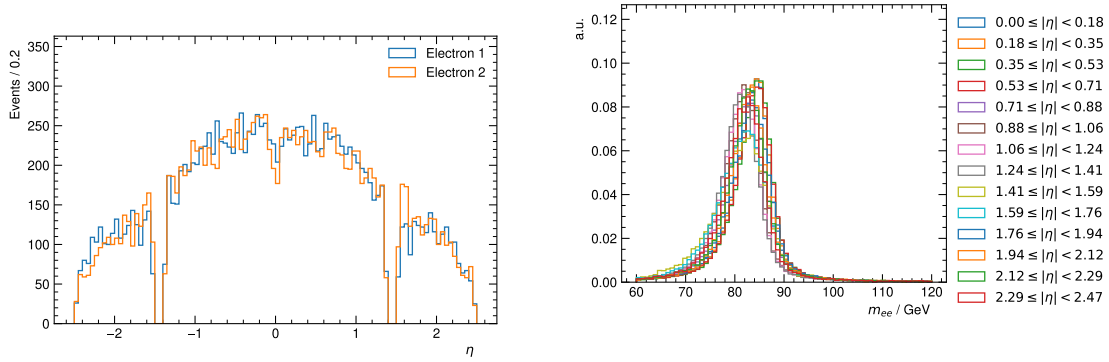 Events / 0.2
350
300
250
200
150
100
50
0
−2
−1
0
1
2
η
Electron 1
Electron 2
a.u.
0.12
0.10
0.08
0.06
0.04
0.02
0.00
60
70
80
90
100
110
120
m_ee / GeV
0.00 ≤ |η| < 0.18
0.18 ≤ |η| < 0.35
0.35 ≤ |η| < 0.53
0.53 ≤ |η| < 0.71
0.71 ≤ |η| < 0.88
0.88 ≤ |η| < 1.06
1.06 ≤ |η| < 1.24
1.24 ≤ |η| < 1.41
1.41 ≤ |η| < 1.59
1.59 ≤ |η| < 1.76
1.76 ≤ |η| < 1.94
1.94 ≤ |η| < 2.12
2.12 ≤ |η| < 2.29
2.29 ≤ |η| < 2.47